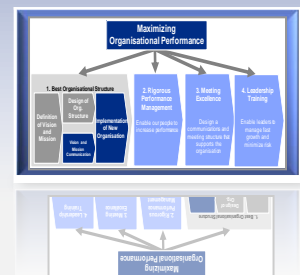 Maximizing
Organisational Performance
1. Best Organisational Structure
Definition
of Vision
and
Mission
Design of
Org.
Structure
Vision and
Mission
Communication
Implementation
of New
Organisation
2. Rigorous
Performance
Management
Enable our people to
increase performance
3. Meeting
Excellence
Design a
communications and
meeting structure that
supports the
organisation
4. Leadership
Training
Enable leaders to
manage fast
growth and
minimize risk